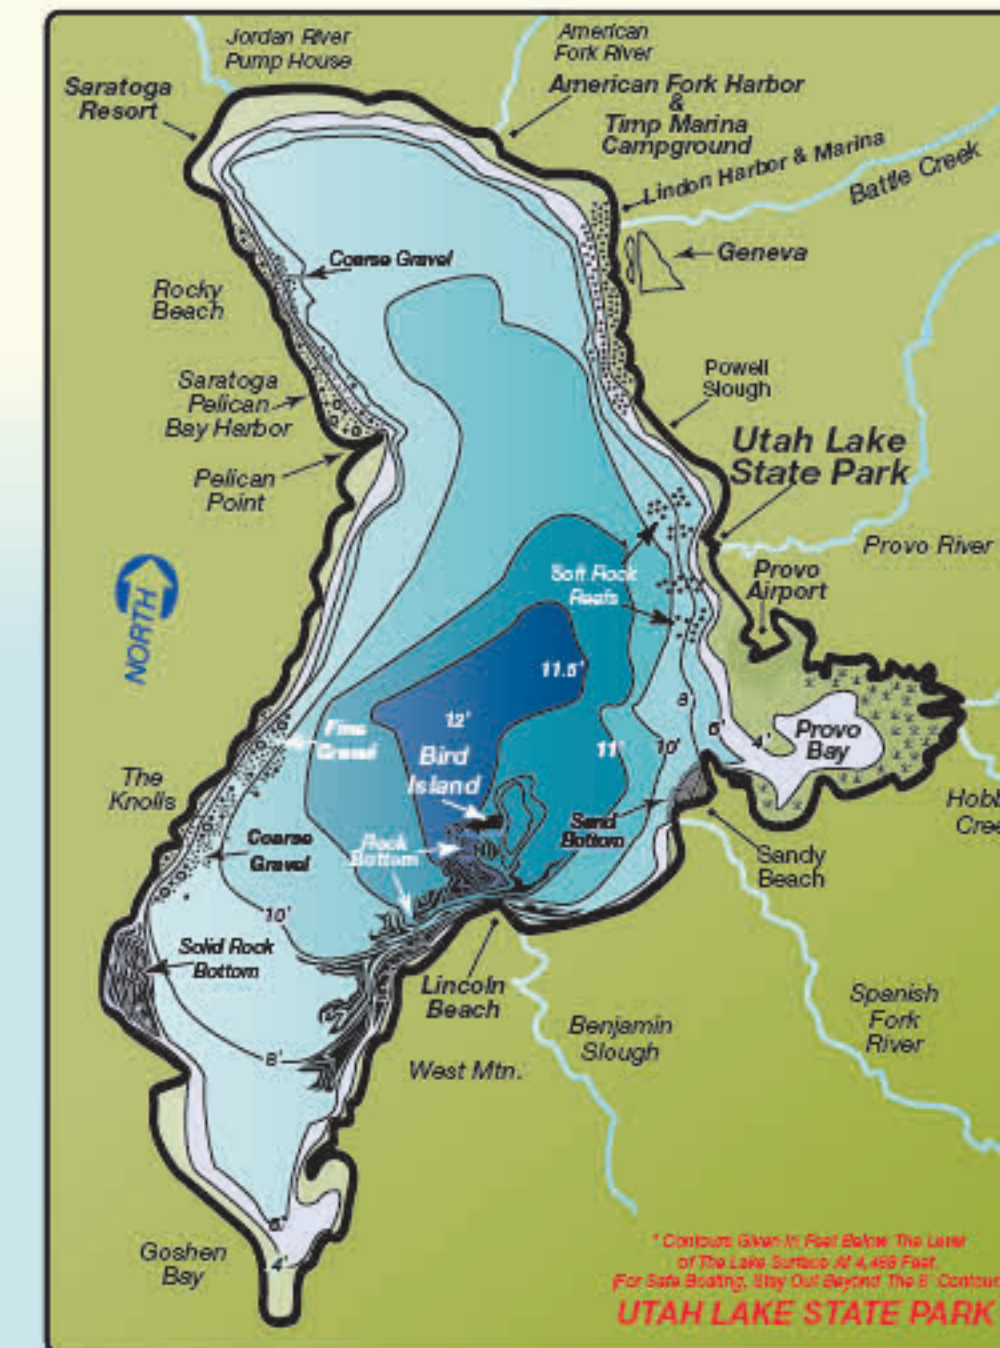 Jordan River
Pump House
American
Fork River
Saratoga
Resort
American Fork Harbor
&
Timp Marina
Campground
Lindon Harbor & Marina
Battle Creek
Geneva
Coarse Gravel
Rocky
Beach
Powell
Slough
Saratoga
Pelican
Bay Harbor
Utah Lake
State Park
Pelican
Point
Provo River
NORTH
Soft Rock
Reefs
Provo
Airport
11.5'
12'
8'
6'
4'
Provo
Bay
Fine
Gravel
11'
10'
Bird
Island
The
Knolls
Sand
Bottom
Coarse
Gravel
Rock
Bottom
Sandy
Beach
10'
Solid Rock
Bottom
Lincoln
Beach
Spanish
Fork
River
Benjamin
Slough
8'
West Mtn.
6'
Goshen
Bay
4'
* Contours Given In Feet Below The Level
of The Lake Surface At Feet.
(For Safe Boating, Stay Out Beyond The Contour
UTAH LAKE STATE PARK